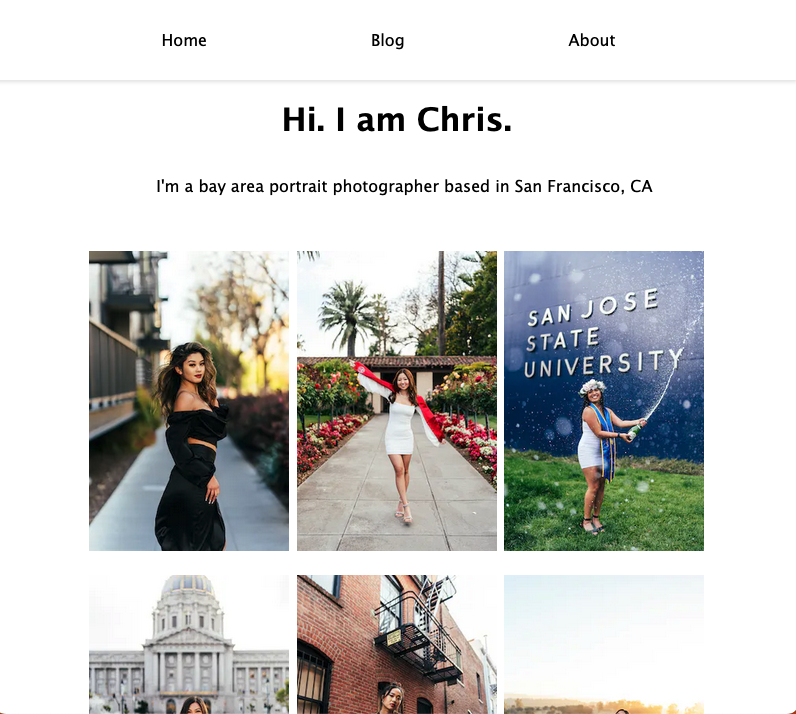 Home
Blog
About
Hi. I am Chris.
I'm a bay area portrait photographer based in San Francisco, CA
SAN JOSE
STATE
UNIVERSITY